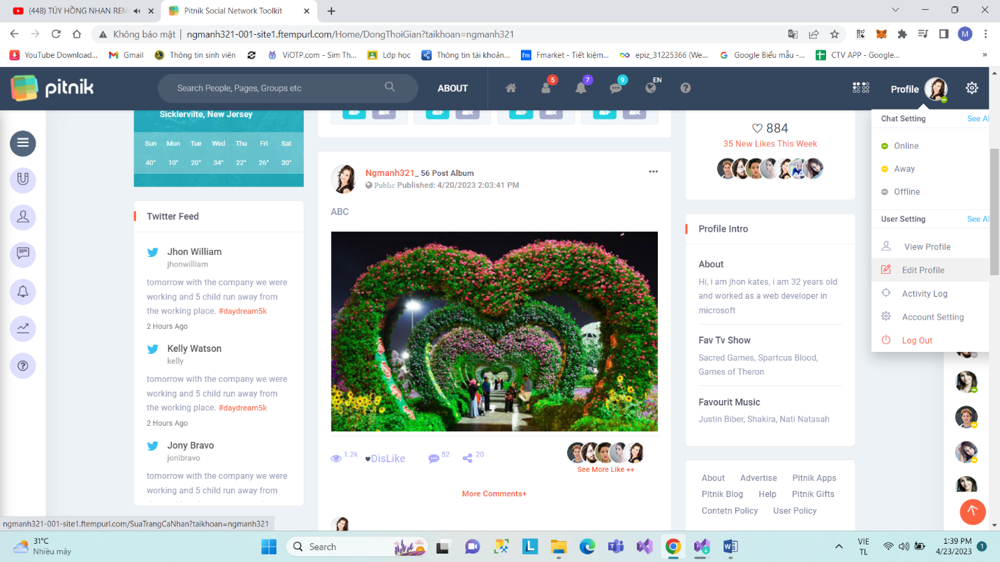 (448) TÚY HỒNG NHAN REM
Pitnik Social Network Toolkit
Không bảo mật | ngmanh321-001-site1.ftempurl.com/Home/DongThoiGian?taikhoan=ngmanh321
M
YouTube Download...
Gmail
Thông tin sinh viên
ViOTP.com - Sim Th...
Lớp học
Thông tin tài khoản...
fm
Fmarket - Tiết kiệm...
epiz_31225366 (We...
Google Biểu mẫu -...
CTV APP - Google...
»
pitnik
Search People, Pages, Groups etc
ABOUT
5
7
9
EN
Profile
Sicklervilte, New Jersey
Sun Mon Tue Wed Thu Fri Sat
40° 10° 20° 34° 22° 26° 30°
Twitter Feed
Jhon William
jhonwilliam
tomorrow with the company we were
working and 5 child run away from
the working place. #daydream5k
2 Hours Ago
Kelly Watson
kelly
tomorrow with the company we were
working and 5 child run away from
the working place. #daydream5k
2 Hours Ago
Jony Bravo
jonibravo
tomorrow with the company we were
working and 5 child run away from
the working place. #daydream5k
Ngmanh321_ 56 Post Album
Public Published: 4/20/2023 2:03:41 PM
ABC
1.2k
DisLike
52
20
See More Like ++
More Comments+
884
35 New Likes This Week
Profile Intro
About
Hi, i am jhon kates, i am 32 years old
and worked as a web developer in
microsoft
Fav Tv Show
Sacred Games, Spartcus Blood,
Games of Theron
Favourit Music
Justin Biber, Shakira, Nati Natasah
About Advertise Pitnik Apps
Pitnik Blog Help Pitnik Gifts
Contetn Policy User Policy
Chat Setting See Al
Online
Away
Offline
User Setting See Al
View Profile
Edit Profile
Activity Log
Account Setting
Log Out
ngmanh321-001-site1.ftempurl.com/SuaTrangCaNhan?taikhoan=ngmanh321
31°C
Nhiều mây
Search
VIE
TL
1:39 PM
4/23/2023
1